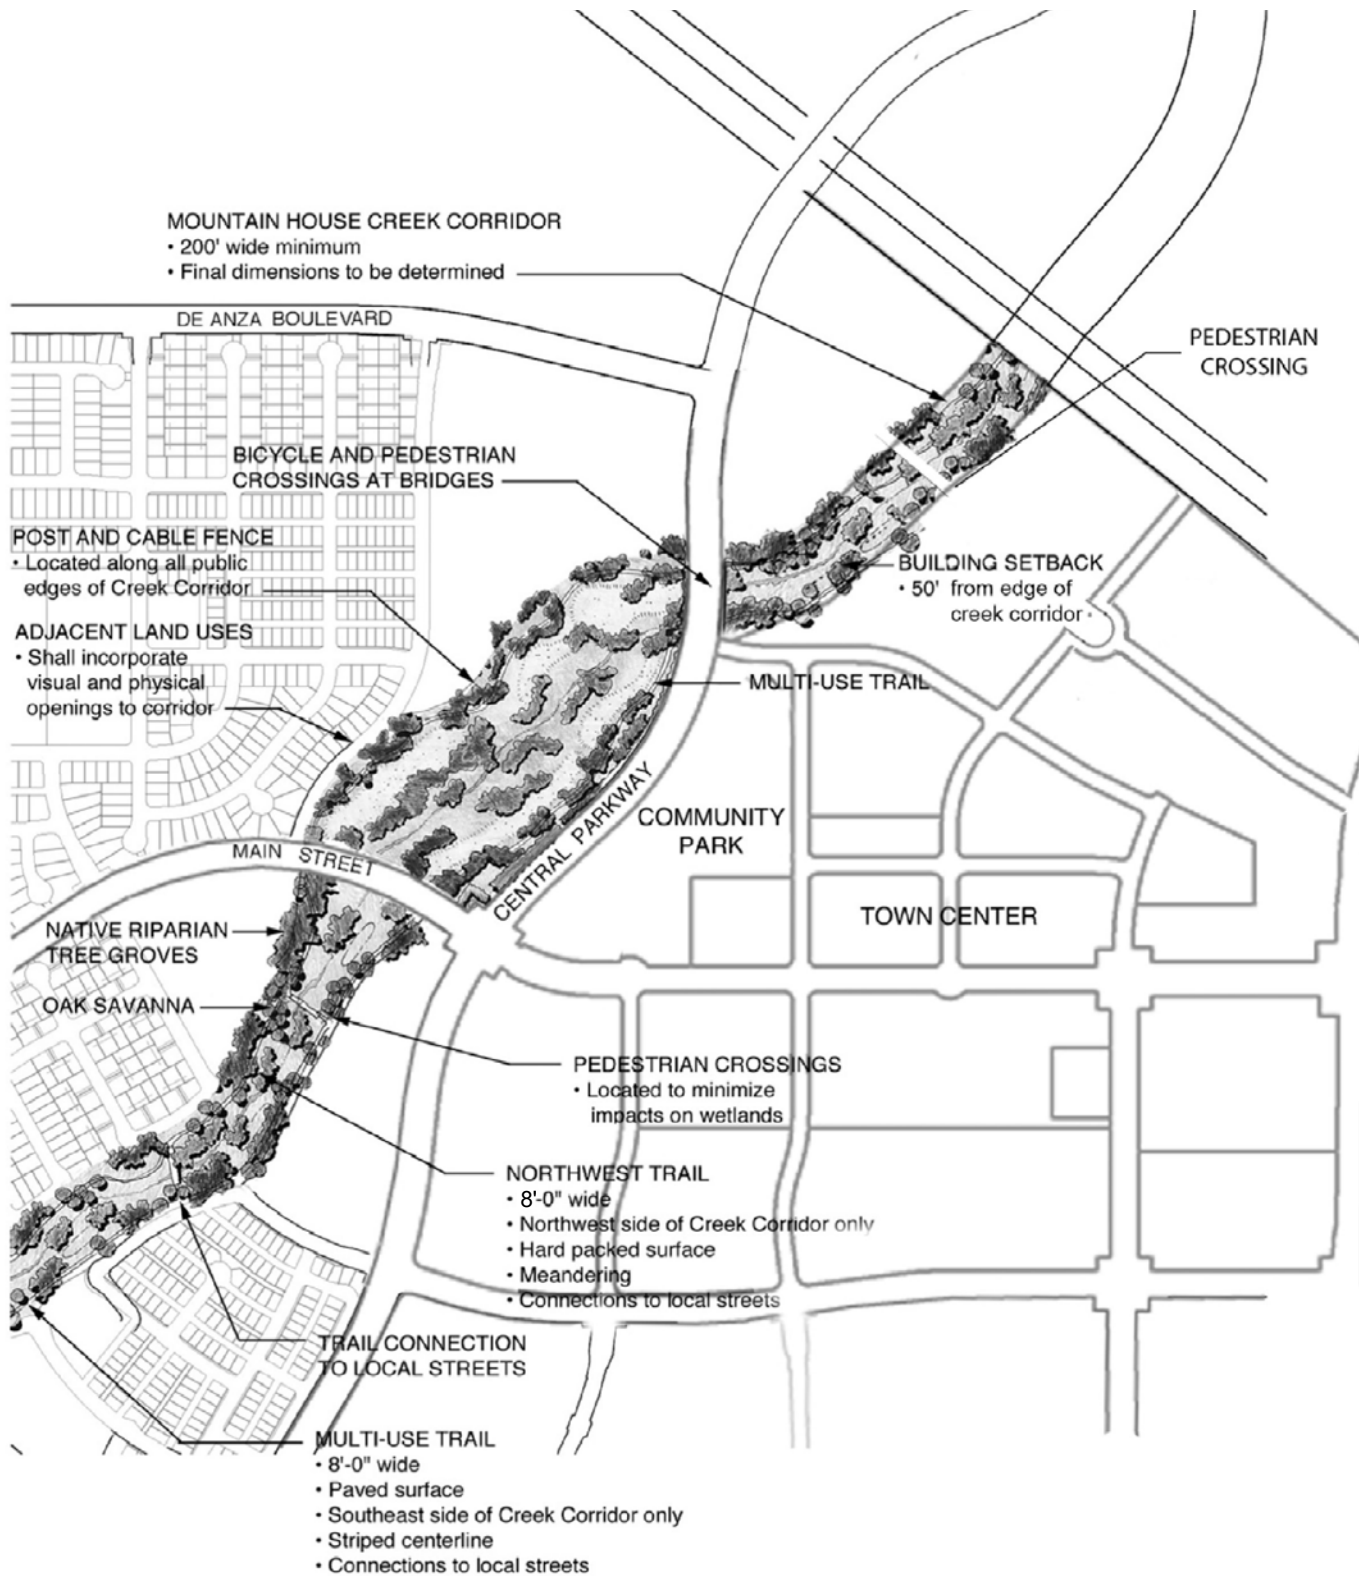 MOUNTAIN HOUSE CREEK CORRIDOR
• 200' wide minimum
• Final dimensions to be determined
DE ANZA BOULEVARD
PEDESTRIAN
CROSSING
BICYCLE AND PEDESTRIAN
CROSSINGS AT BRIDGES
POST AND CABLE FENCE
• Located along all public
edges of Creek Corridor
BUILDING SETBACK
• 50' from edge of
creek corridor
ADJACENT LAND USES
• Shall incorporate
visual and physical
openings to corridor
MULTI-USE TRAIL
COMMUNITY
PARK
CENTRAL PARKWAY
MAIN STREET
TOWN CENTER
NATIVE RIPARIAN
TREE GROVES
OAK SAVANNA
PEDESTRIAN CROSSINGS
• Located to minimize
impacts on wetlands
NORTHWEST TRAIL
• 8'-0" wide
• Northwest side of Creek Corridor only
• Hard packed surface
• Meandering
• Connections to local streets
TRAIL CONNECTION
TO LOCAL STREETS
MULTI-USE TRAIL
• 8'-0" wide
• Paved surface
• Southeast side of Creek Corridor only
• Striped centerline
• Connections to local streets